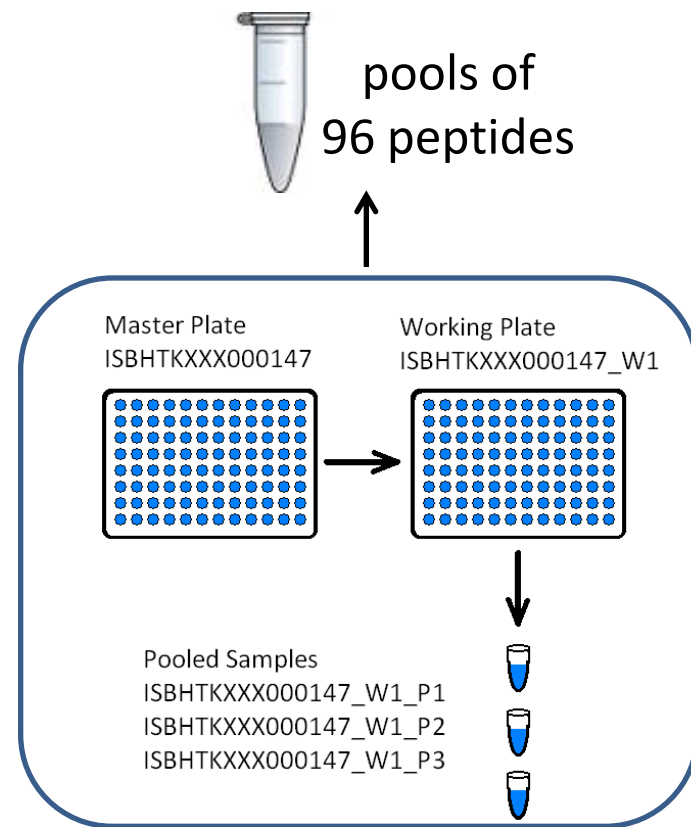 pools of
96 peptides
Master Plate
ISBHTKXXX000147
Working Plate
ISBHTKXXX000147_W1
Pooled Samples
ISBHTKXXX000147_W1_P1
ISBHTKXXX000147_W1_P2
ISBHTKXXX000147_W1_P3